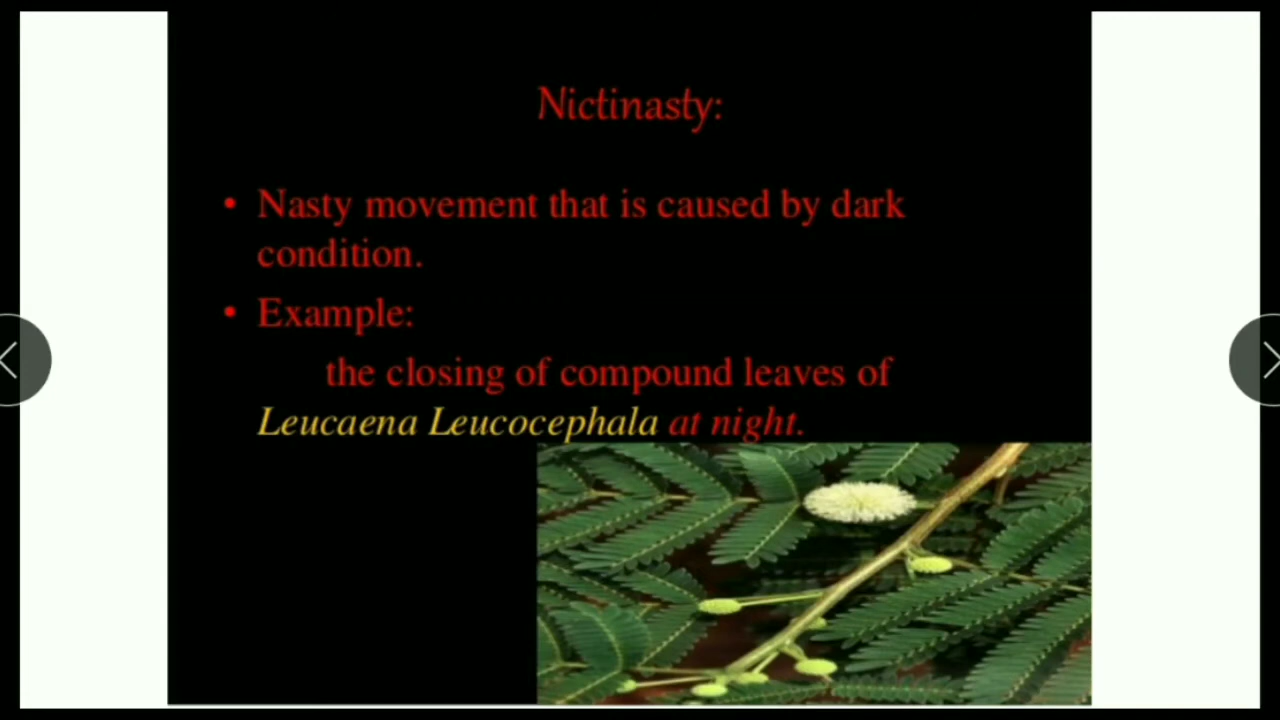 Nictinasty:
• Nasty movement that is caused by dark
condition.
• Example:
the closing of compound leaves of
Leucaena Leucocephala at night.